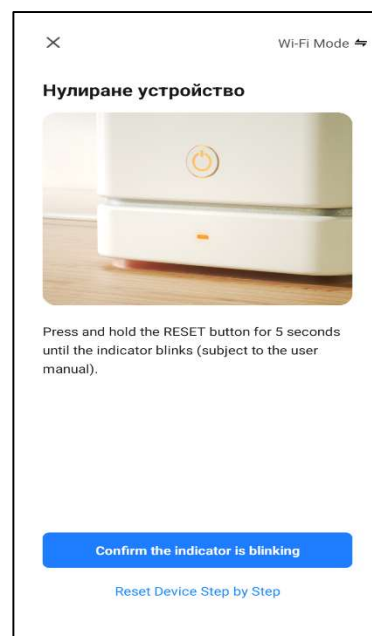 Wi-Fi Mode
Нулиране устройство
Press and hold the RESET button for 5 seconds
until the indicator blinks (subject to the user
manual).
Confirm the indicator is blinking
Reset Device Step by Step